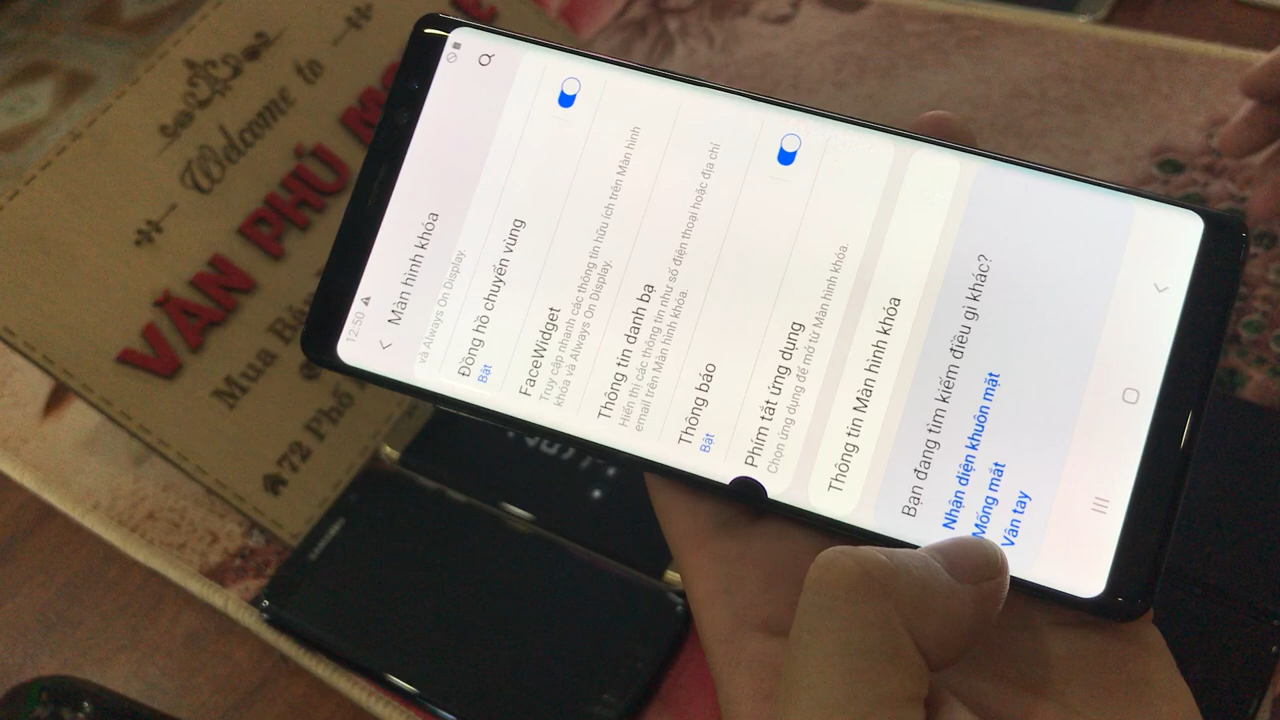 Welcome to
VĂN PHÚ
Mua
72 Phố
SAMSUNG
12:50
Màn hình khóa
và Always On Display.
Đồng hồ chuyển vùng
Bật
FaceWidget
Truy cập nhanh các thông tin hữu ích trên Màn hình
khóa và Always On Display.
Thông tin danh bạ
Hiển thị các thông tin như số điện thoại hoặc địa chỉ
email trên Màn hình khóa.
Thông báo
Bật
Phím tắt ứng dụng
Chọn ứng dụng để mở từ Màn hình khóa.
Thông tin Màn hình khóa
Bạn đang tìm kiếm điều gì khác?
Nhận diện khuôn mặt
Mống mắt
Vân tay